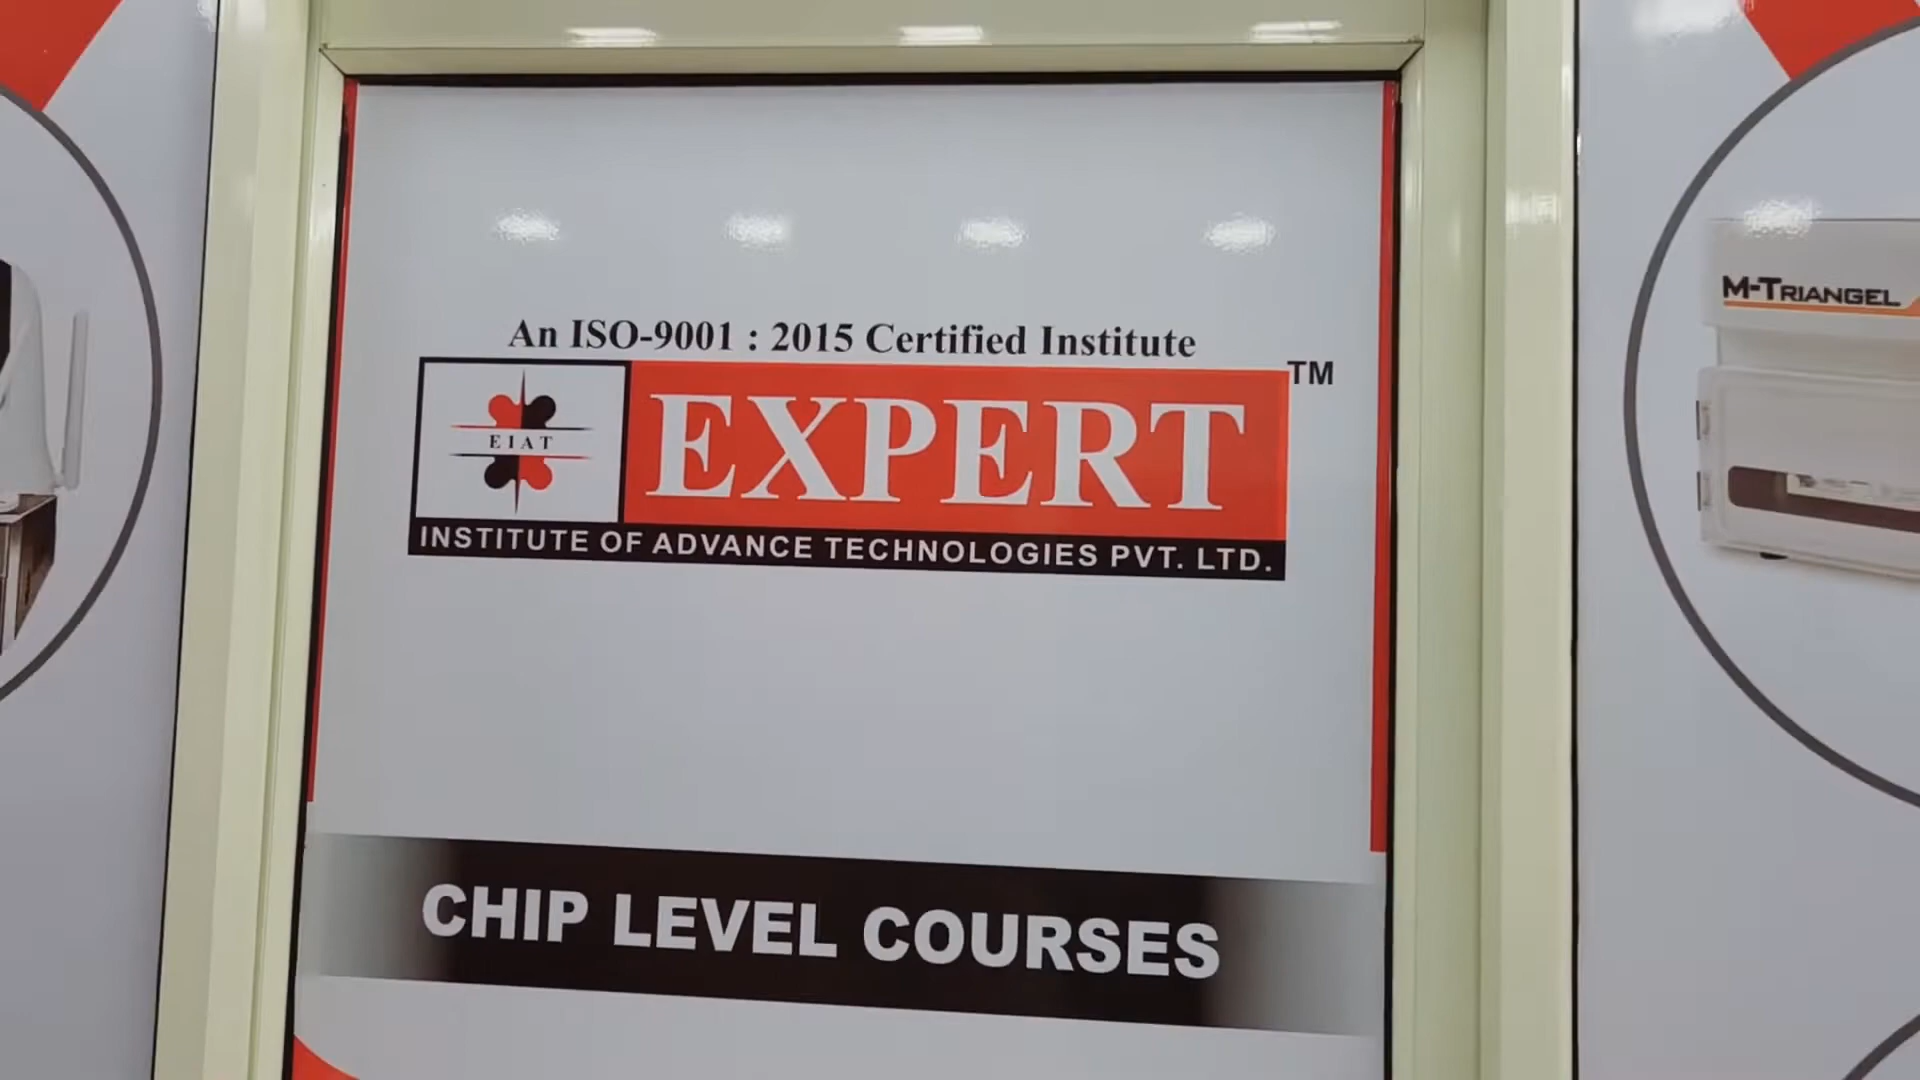 An ISO-9001 : 2015 Certified Institute
EIAT
EXPERT TM
INSTITUTE OF ADVANCE TECHNOLOGIES PVT. LTD.
CHIP LEVEL COURSES
M-TRIANGEL